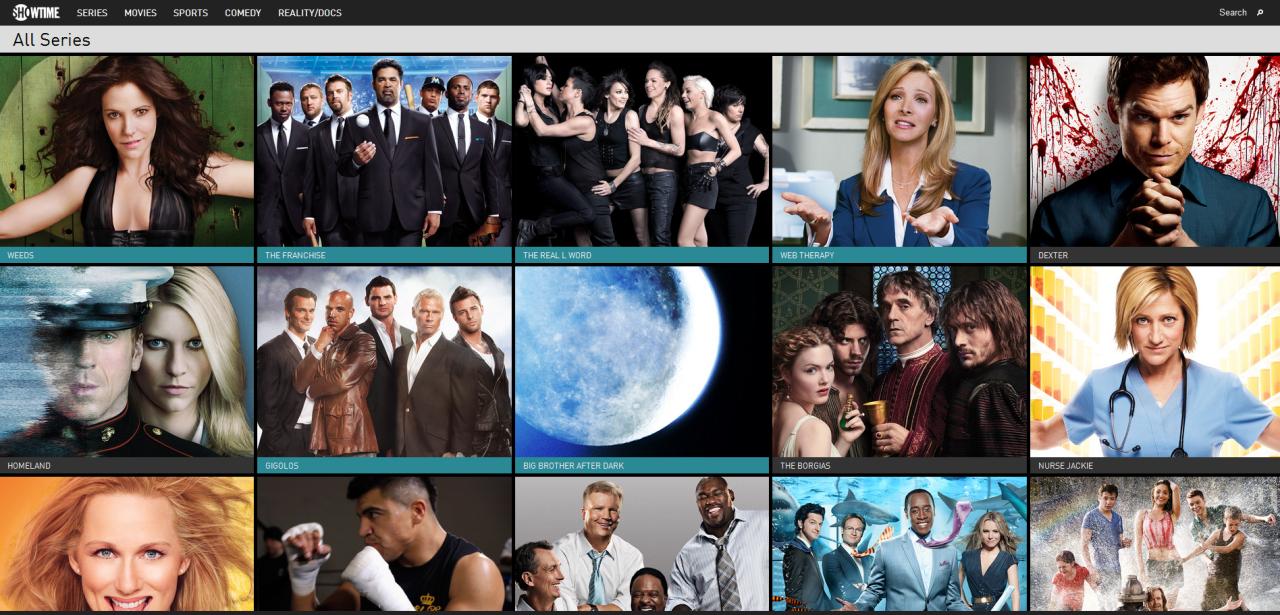 SHOWTIME
SERIES MOVIES SPORTS COMEDY REALITY/DOCS
Search
All Series
WEEDS
THE FRANCHISE
THE REAL L WORD
WEB THERAPY
DEXTER
HOMELAND
GIGOLOS
BIG BROTHER AFTER DARK
THE BORGIAS
NURSE JACKIE